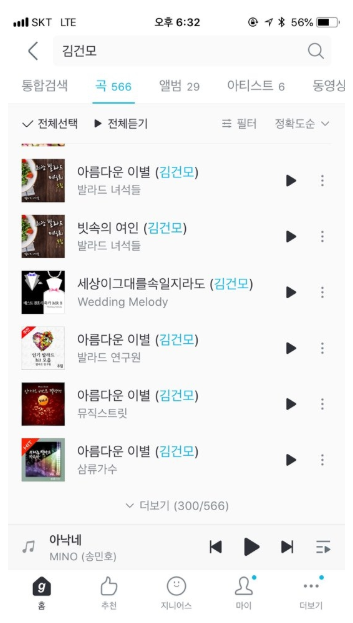 SKT LTE 오후 6:32 56%
김건모
통합검색 곡 566 앨범 29 아티스트 6 동영상
전체선택 전체듣기 필터 정확도순
아름다운 이별 (김건모)
발라드 녀석들
빗속의 여인 (김건모)
발라드 녀석들
세상이그대를속일지라도 (김건모)
Wedding Melody
아름다운 이별 (김건모)
발라드 연구원
아름다운 이별 (김건모)
뮤직스트릿
아름다운 이별 (김건모)
삼류가수
더보기 (300/566)
아낙네
MINO (송민호)
홈 추천 지니어스 마이 더보기